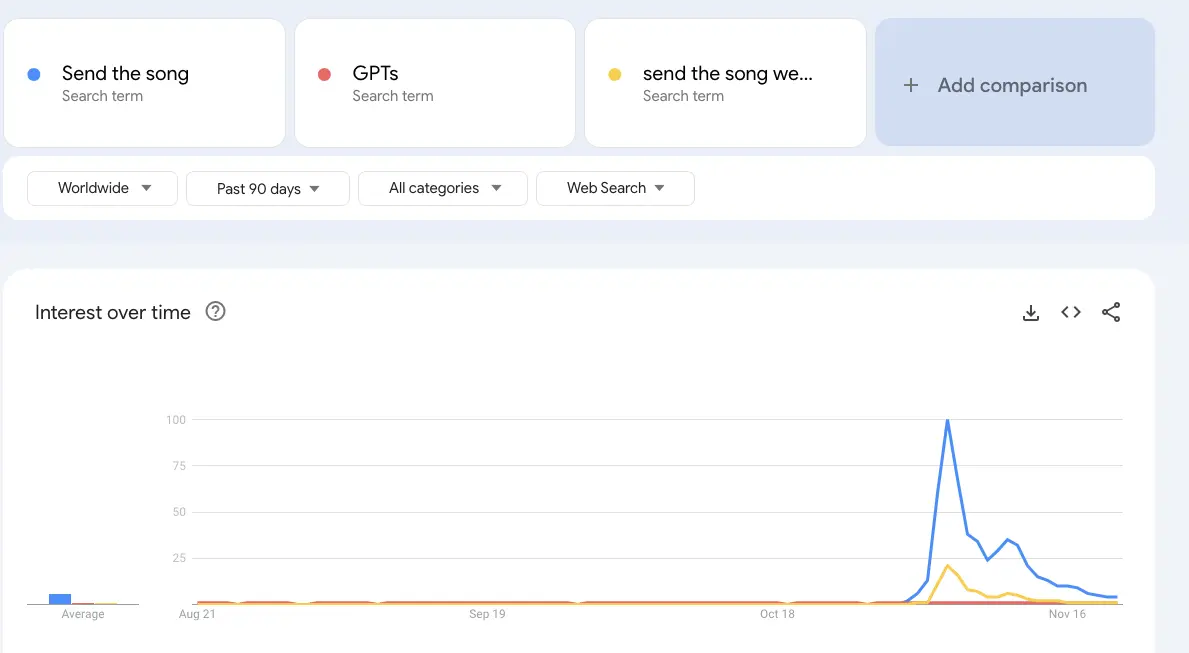 Send the song
Search term
GPTs
Search term
send the song we...
Search term
+ Add comparison
Worldwide
Past 90 days
All categories
Web Search
Interest over time
?
100
75
50
25
Average
Aug 21
Sep 19
Oct 18
Nov 16